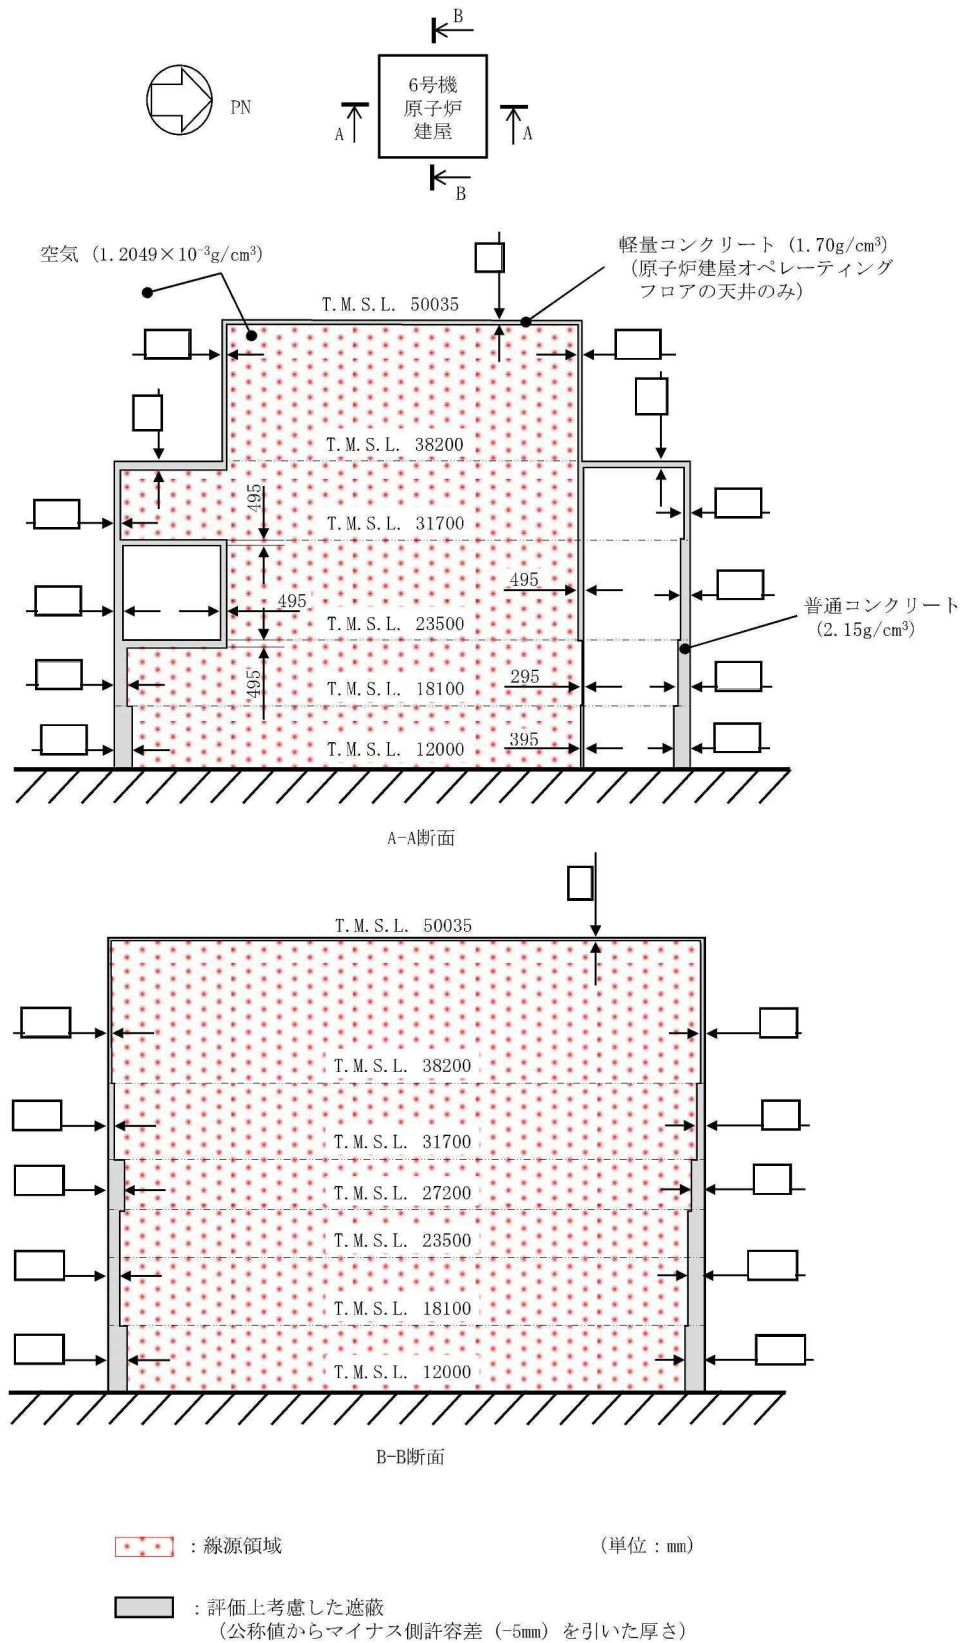 B
6号機
原子炉
建屋
PN
A
A
B
空気 (1.2049×10⁻³g/cm³)
軽量コンクリート (1.70g/cm³)
(原子炉建屋オペレーティング
フロアの天井のみ)
T.M.S.L. 50035
T.M.S.L. 38200
495
T.M.S.L. 31700
495
495
普通コンクリート
(2.15g/cm³)
T.M.S.L. 23500
495
T.M.S.L. 18100
295
T.M.S.L. 12000
395
A-A断面
T.M.S.L. 50035
T.M.S.L. 38200
T.M.S.L. 31700
T.M.S.L. 27200
T.M.S.L. 23500
T.M.S.L. 18100
T.M.S.L. 12000
B-B断面
:線源領域
(単位:mm)
:評価上考慮した遮蔽
(公称値からマイナス側許容差 (-5mm) を引いた厚さ)